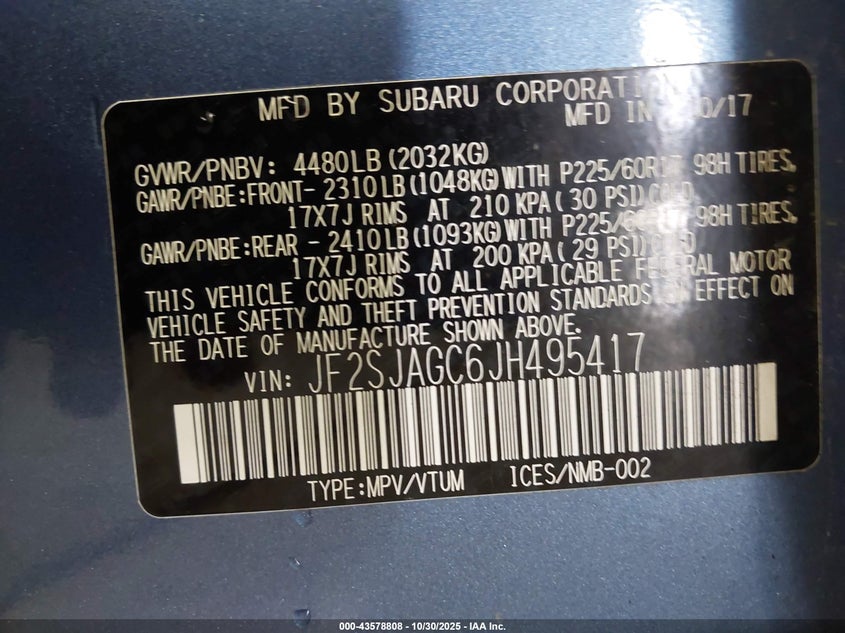 MFD BY SUBARU CORPORATION
MFD IN 10/17
GVWR/PNBV: 4480LB(2032KG)
GAWR/PNBE:FRONT- 2310LB(1048KG)WITH P225/60R17 98H TIRES,
17X7J RIMS AT 210 KPA(30 PSI)COLD
GAWR/PNBE:REAR - 2410LB(1093KG)WITH P225/60R17 98H TIRES,
17X7J RIMS AT 200 KPA(29 PSI)COLD
THIS VEHICLE CONFORMS TO ALL APPLICABLE FEDERAL MOTOR
VEHICLE SAFETY AND THEFT PREVENTION STANDARDS IN EFFECT ON
THE DATE OF MANUFACTURE SHOWN ABOVE.
VIN: JF2SJAGC6JH495417
TYPE:MPV/VTUM ICES/NMB-002
000-43578808 - 10/30/2025 - IAA Inc.